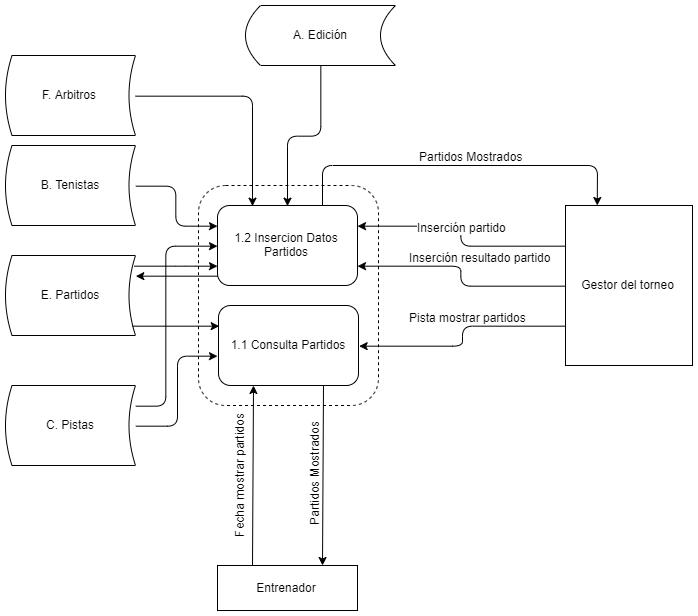 A. Edición
F. Arbitros
Partidos Mostrados
B. Tenistas
Inserción partido
1.2 Insercion Datos
Partidos
Inserción resultado partido
Gestor del torneo
E. Partidos
Pista mostrar partidos
1.1 Consulta Partidos
C. Pistas
Fecha mostrar partidos
Partidos Mostrados
Entrenador